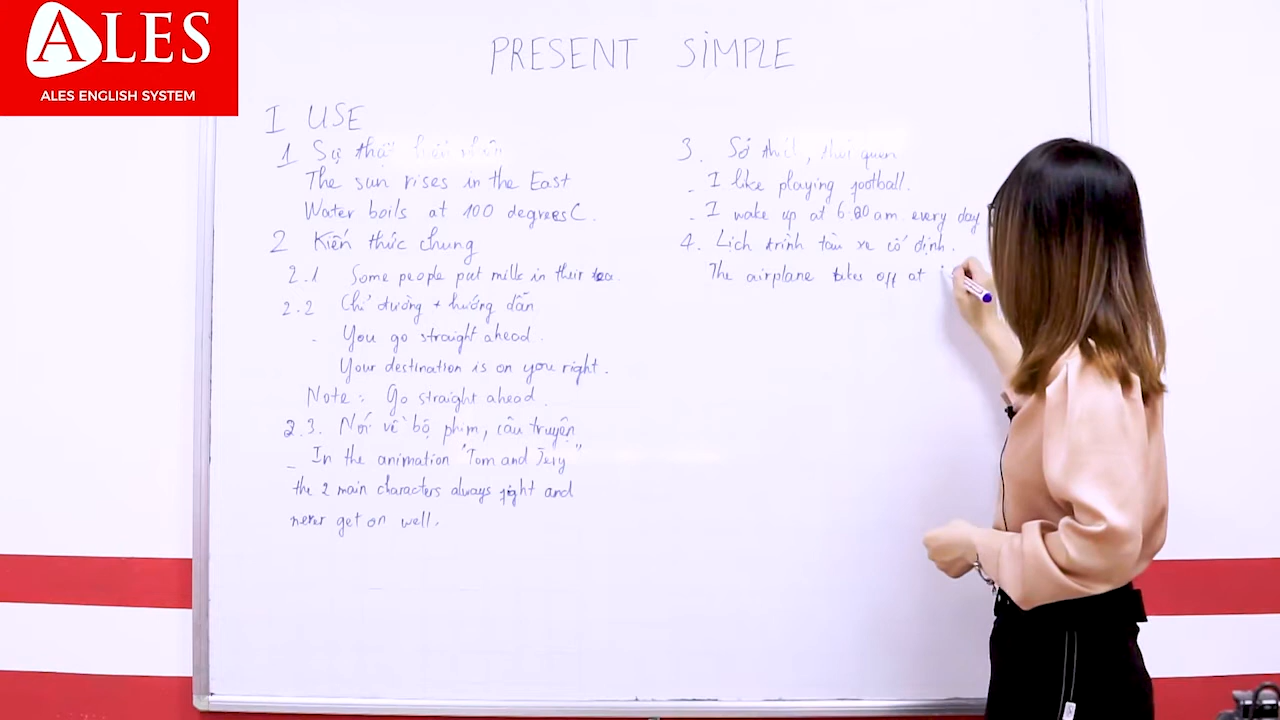 ALES
ALES ENGLISH SYSTEM
PRESENT SIMPLE
I USE
1 Sự thật hiển nhiên
The sun rises in the East
Water boils at 100 degrees C.
2 Kiến thức chung
2.1 Some people put milk in their tea.
2.2 Chỉ đường + hướng dẫn
- You go straight ahead.
Your destination is on you right.
Note: Go straight ahead.
2.3. Nói về bộ phim, câu truyện
- In the animation "Tom and Jery"
the 2 main characters always fight and
never get on well.
3. Sở thích, thói quen
- I like playing football.
- I wake up at 6:00 am every day
4. Lịch trình tàu xe cố định.
The airplane takes off at